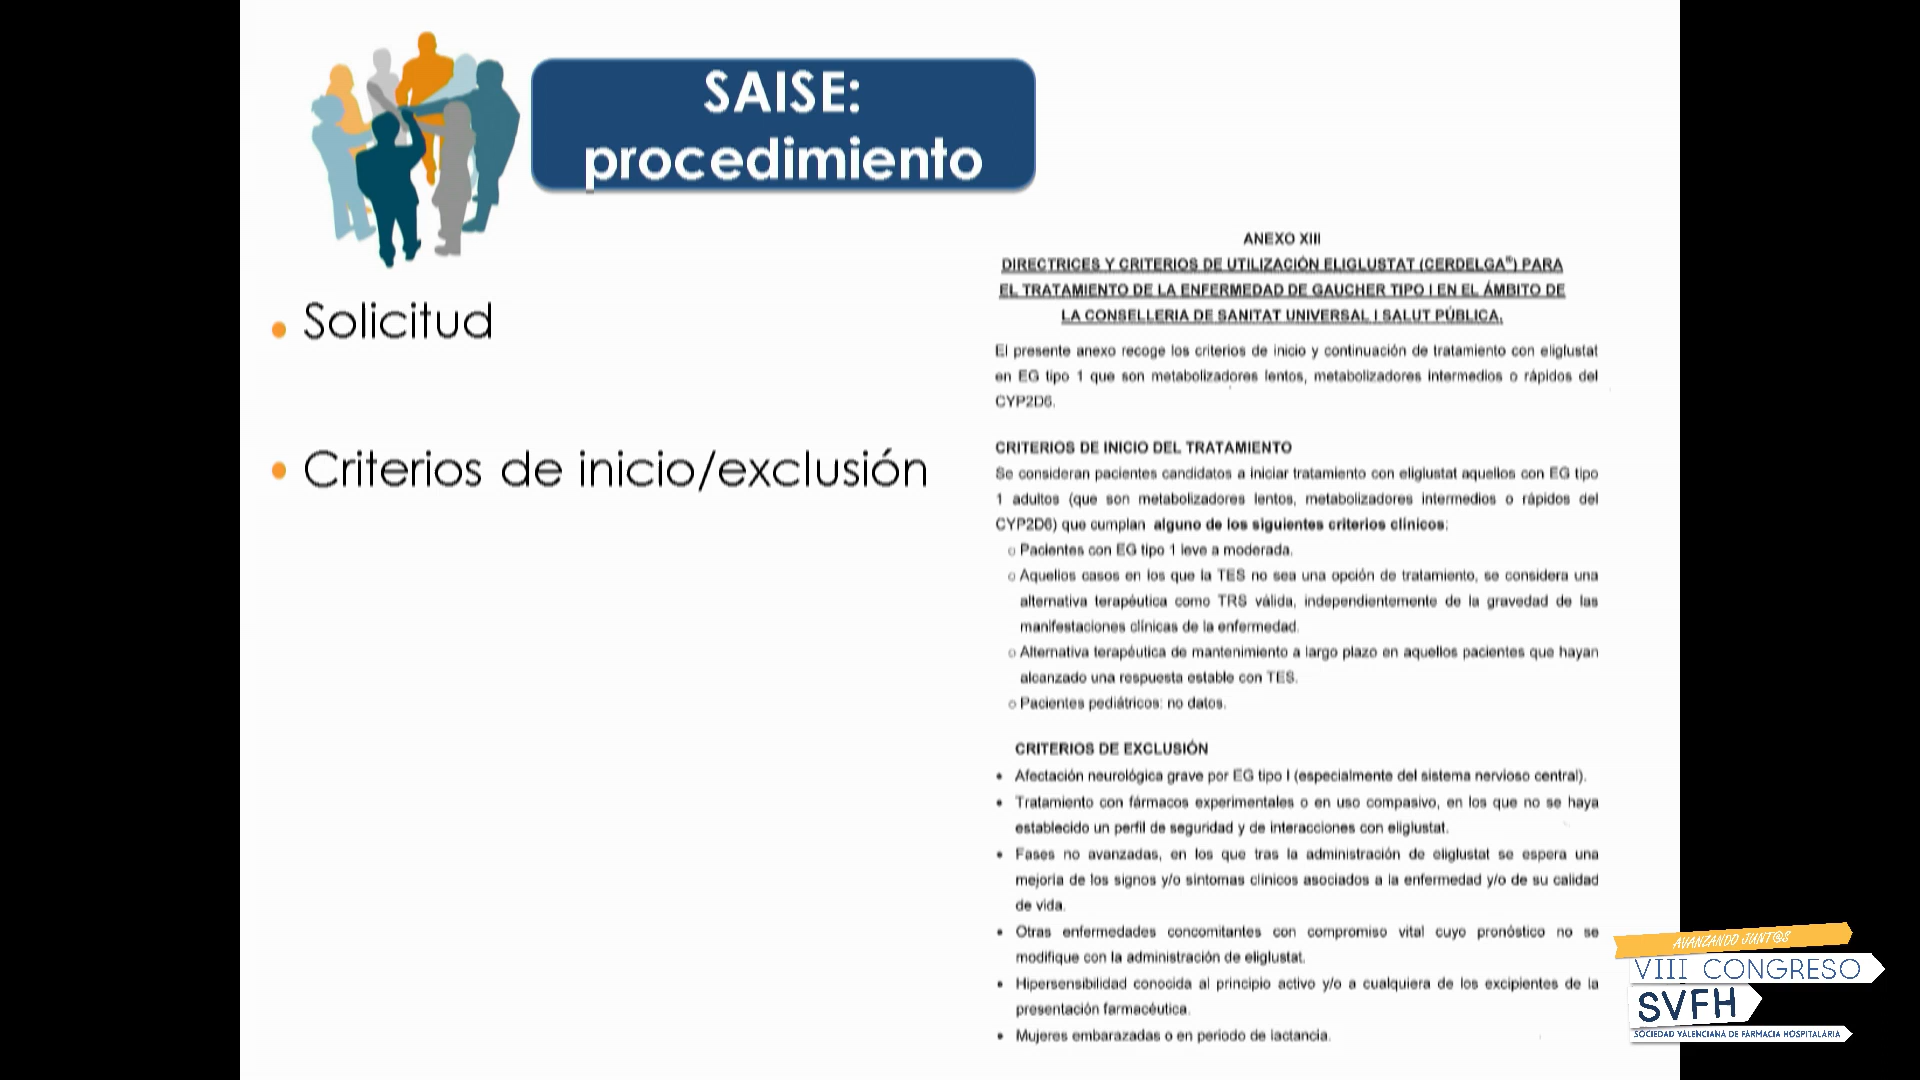 SAISE:
procedimiento
Solicitud
Criterios de inicio/exclusión
ANEXO XIII
DIRECTRICES Y CRITERIOS DE UTILIZACIÓN ELIGLUSTAT (CERDELGA®) PARA
EL TRATAMIENTO DE LA ENFERMEDAD DE GAUCHER TIPO I EN EL ÁMBITO DE
LA CONSELLERIA DE SANITAT UNIVERSAL I SALUT PÚBLICA.
El presente anexo recoge los criterios de inicio y continuación de tratamiento con eliglustat
en EG tipo 1 que son metabolizadores lentos, metabolizadores intermedios o rápidos del
CYP2D6.
CRITERIOS DE INICIO DEL TRATAMIENTO
Se consideran pacientes candidatos a iniciar tratamiento con eliglustat aquellos con EG tipo
1 adultos (que son metabolizadores lentos, metabolizadores intermedios o rápidos del
CYP2D6) que cumplan alguno de los siguientes criterios clínicos:
o Pacientes con EG tipo 1 leve a moderada.
o Aquellos casos en los que la TES no sea una opción de tratamiento, se considera una
alternativa terapéutica como TRS válida, independientemente de la gravedad de las
manifestaciones clínicas de la enfermedad.
o Alternativa terapéutica de mantenimiento a largo plazo en aquellos pacientes que hayan
alcanzado una respuesta estable con TES.
o Pacientes pediátricos: no datos.
CRITERIOS DE EXCLUSIÓN
• Afectación neurológica grave por EG tipo I (especialmente del sistema nervioso central).
• Tratamiento con fármacos experimentales o en uso compasivo, en los que no se haya
establecido un perfil de seguridad y de interacciones con eliglustat.
• Fases no avanzadas, en los que tras la administración de eliglustat se espera una
mejoría de los signos y/o síntomas clínicos asociados a la enfermedad y/o de su calidad
de vida.
• Otras enfermedades concomitantes con compromiso vital cuyo pronóstico no se
modifique con la administración de eliglustat.
• Hipersensibilidad conocida al principio activo y/o a cualquiera de los excipientes de la
presentación farmacéutica.
• Mujeres embarazadas o en periodo de lactancia.
AVANZANDO JUNT@S
VIII CONGRESO
SVFH
SOCIEDAD VALENCIANA DE FARMACIA HOSPITALARIA